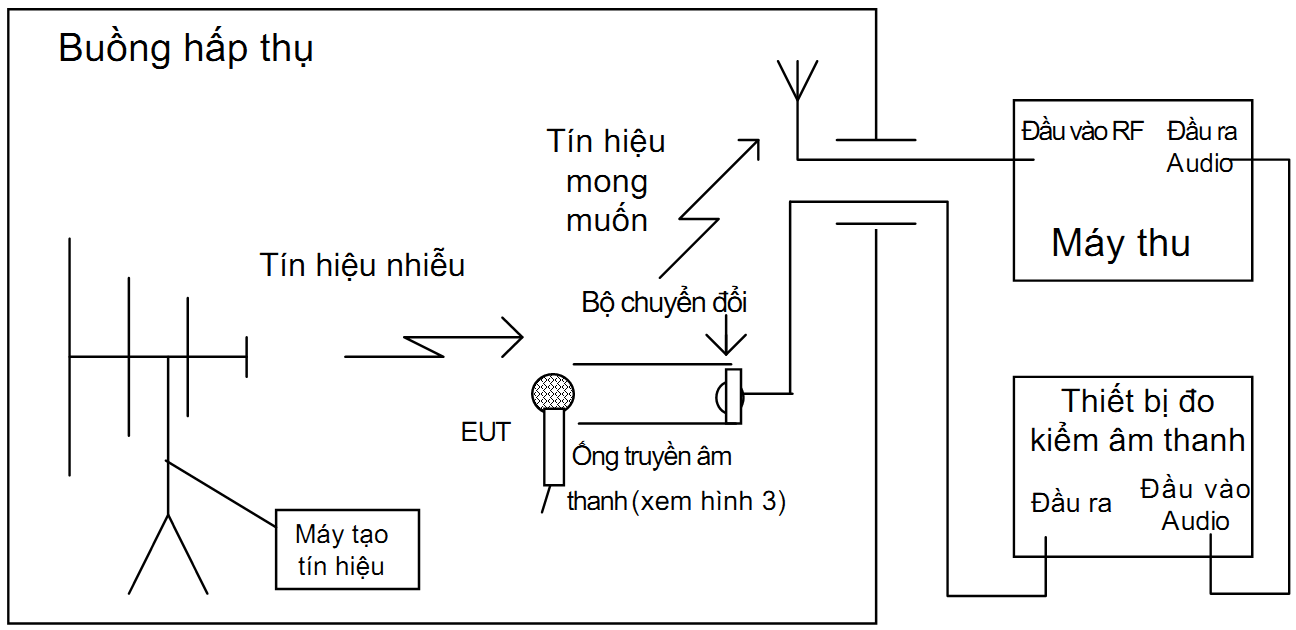 Buồng hấp thụ
Tín hiệu
mong
muốn
Đầu vào RF
Đầu ra
Audio
Máy thu
Tín hiệu nhiễu
Bộ chuyển đổi
EUT
Ống truyền âm
thanh (xem hình 3)
Thiết bị đo
kiểm âm thanh
Đầu ra
Đầu vào
Audio
Máy tạo
tín hiệu